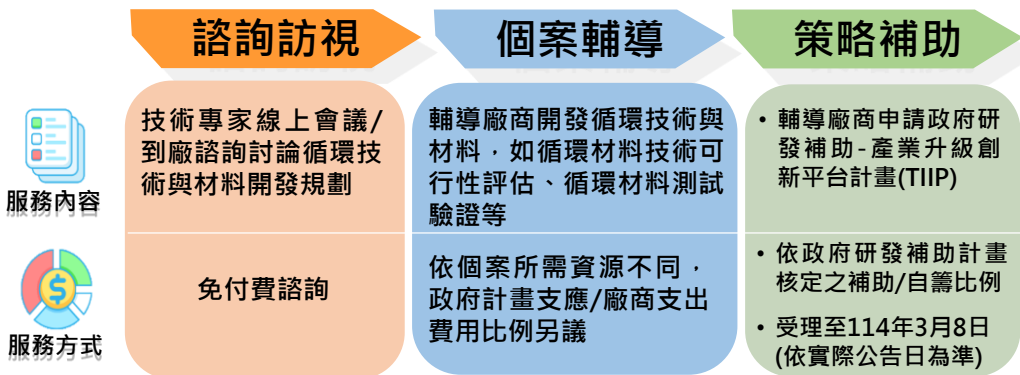 諮詢訪視
個案輔導
策略補助
服務內容
技術專家線上會議/
到廠諮詢討論循環技
術與材料開發規劃
輔導廠商開發循環技術與
材料，如循環材料技術可
行性評估、循環材料測試
驗證等
• 輔導廠商申請政府研
發補助-產業升級創
新平台計畫(TIIP)
服務方式
免付費諮詢
依個案所需資源不同，
政府計畫支應/廠商支出
費用比例另議
• 依政府研發補助計畫
核定之補助/自籌比例
• 受理至114年3月8日
(依實際公告日為準)